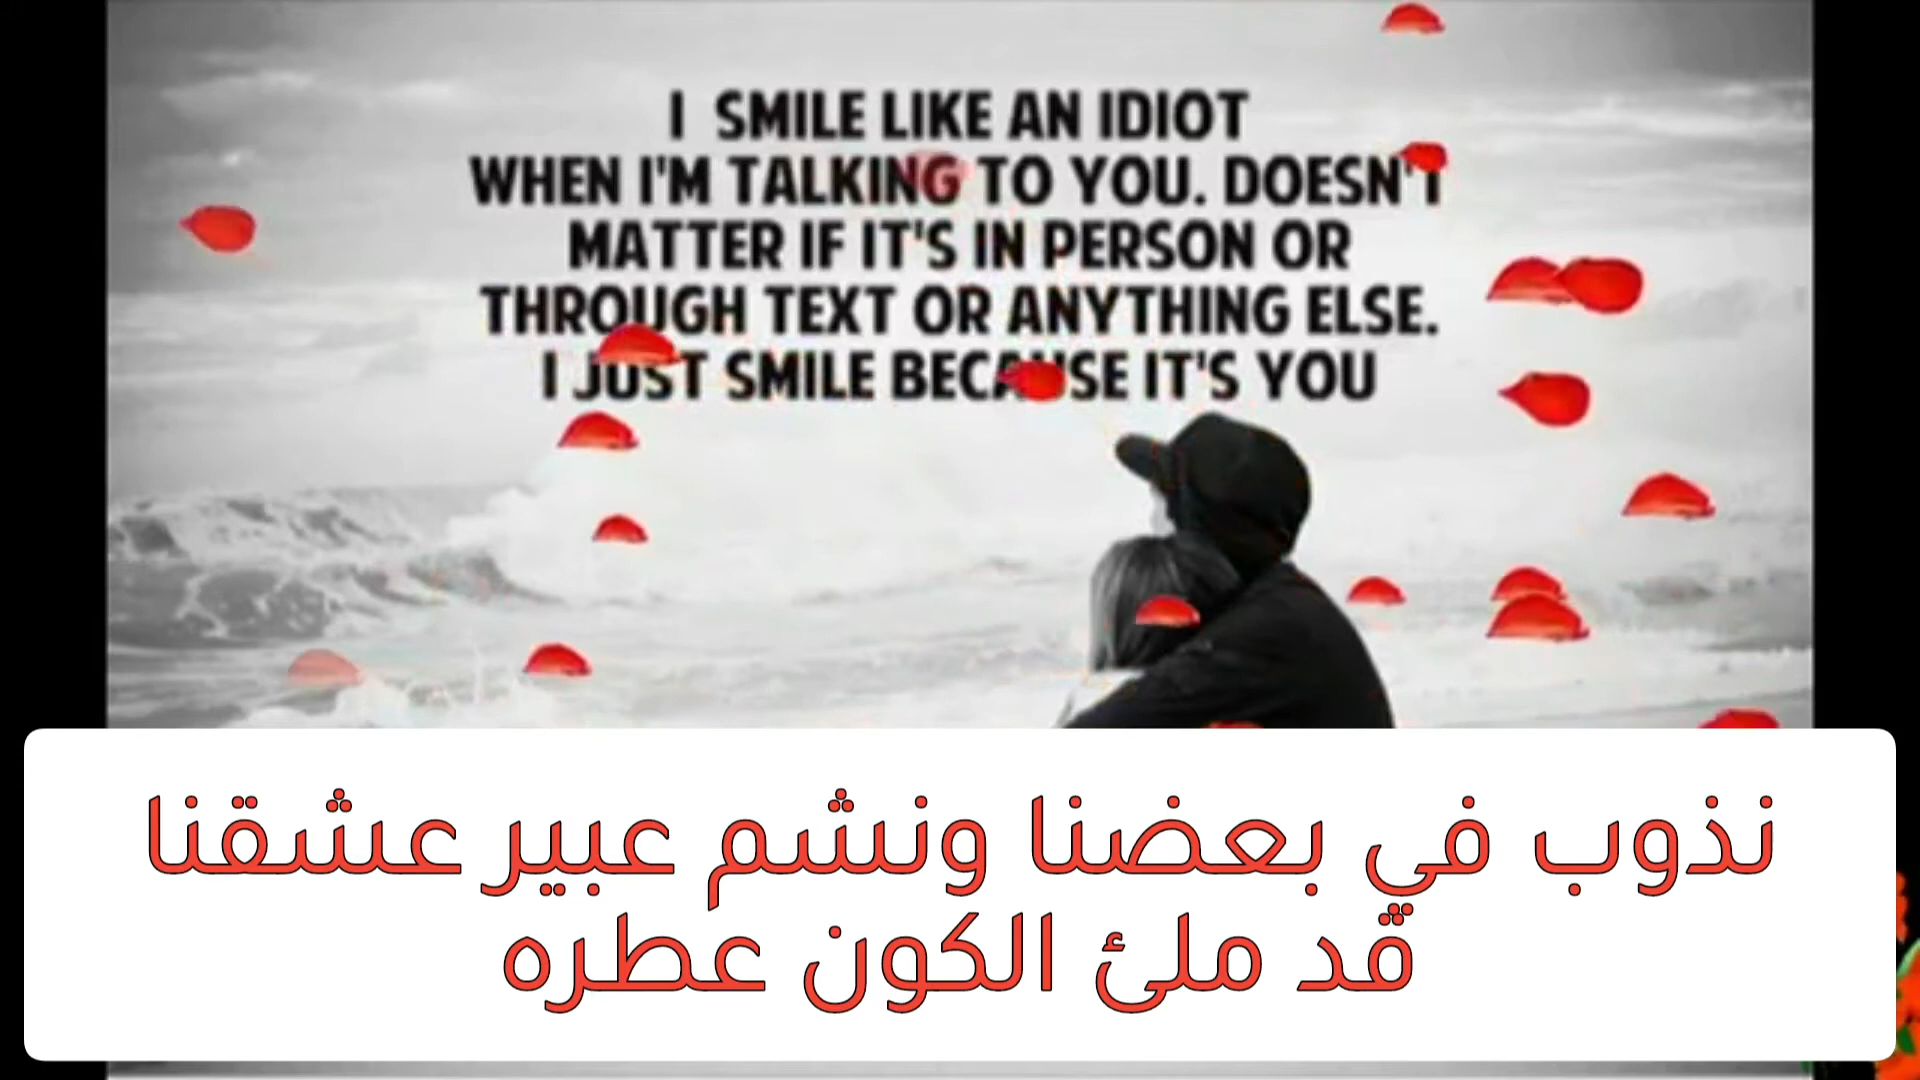 I SMILE LIKE AN IDIOT
WHEN I'M TALKING TO YOU. DOESN'T
MATTER IF IT'S IN PERSON OR
THROUGH TEXT OR ANYTHING ELSE.
I JUST SMILE BECAUSE IT'S YOU
نذوب في بعضنا ونشم عبير عشقنا
قد ملئ الكون عطره